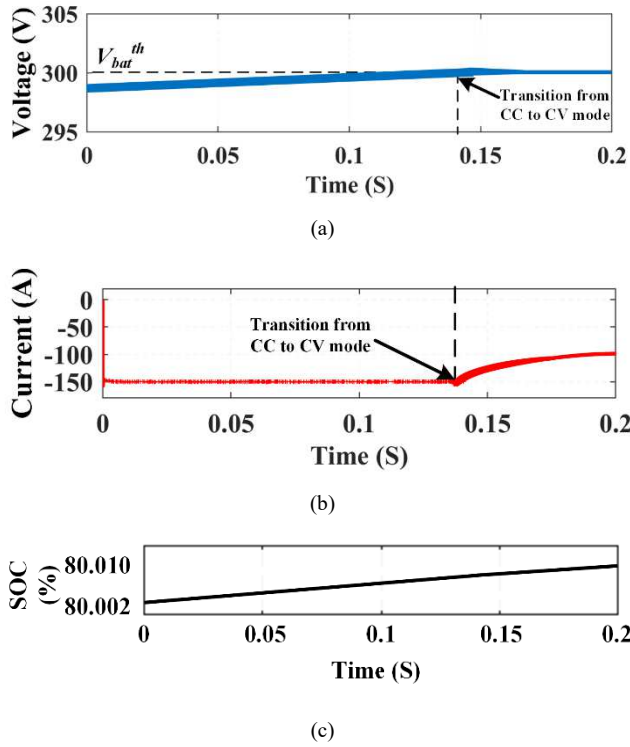 Voltage (V)
305
300
295
V_bat^th
Transition from
CC to CV mode
0 0.05 0.1 0.15 0.2
Time (S)
(a)
Current (A)
0
-50
-100
-150
Transition from
CC to CV mode
0 0.05 0.1 0.15 0.2
Time (S)
(b)
SOC
(%)
80.010
80.002
0 0.05 0.1 0.15 0.2
Time (S)
(c)